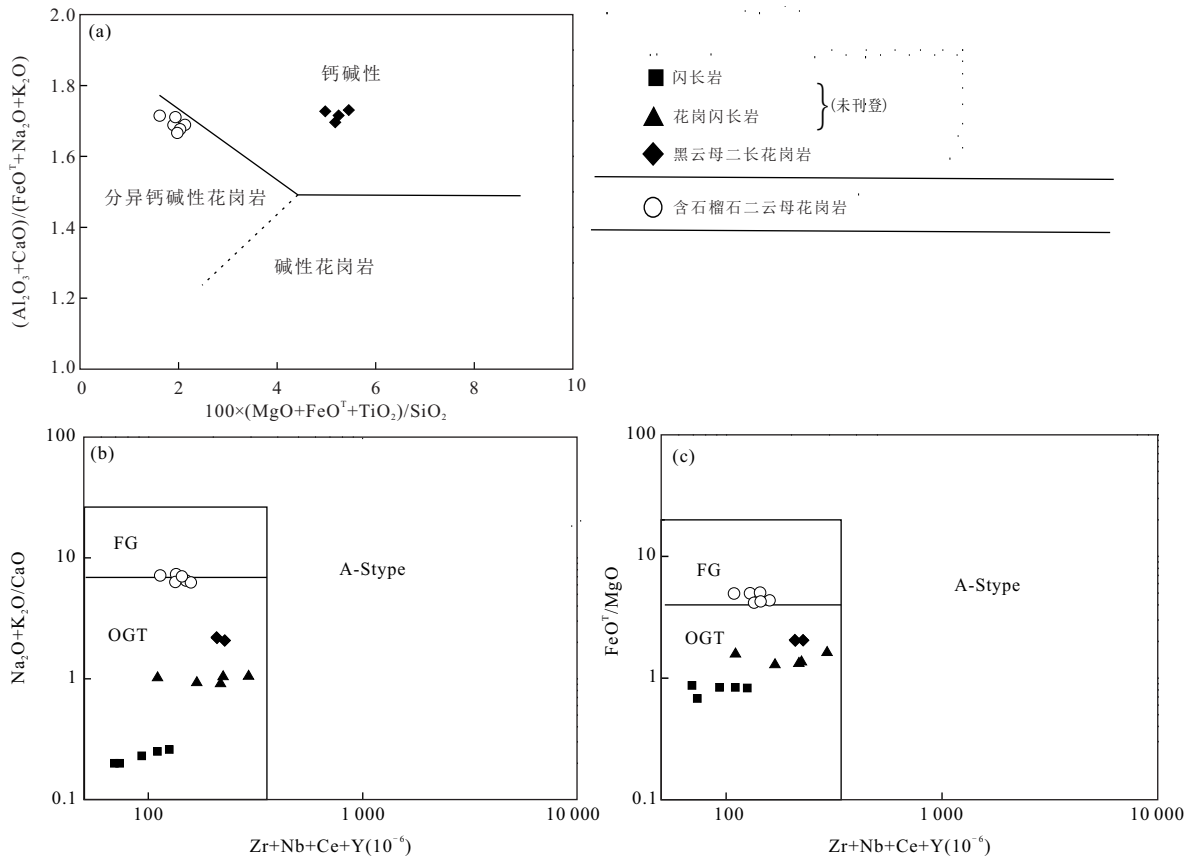 2.0
1.8
1.6
1.4
1.2
1.0
(Al₂O₃+CaO)/(FeOᵀ+Na₂O+K₂O)
(a)
钙碱性
分异钙碱性花岗岩
碱性花岗岩
0
2
4
6
8
10
100×(MgO+FeOᵀ+TiO₂)/SiO₂
闪长岩
花岗闪长岩
(未刊登)
黑云母二长花岗岩
含石榴石二云母花岗岩
100
10
1
0.1
Na₂O+K₂O/CaO
(b)
FG
OGT
A-Stype
100
1 000
10 000
Zr+Nb+Ce+Y(10⁻⁶)
100
10
1
0.1
FeOᵀ/MgO
(c)
FG
OGT
A-Stype
100
1 000
10 000
Zr+Nb+Ce+Y(10⁻⁶)